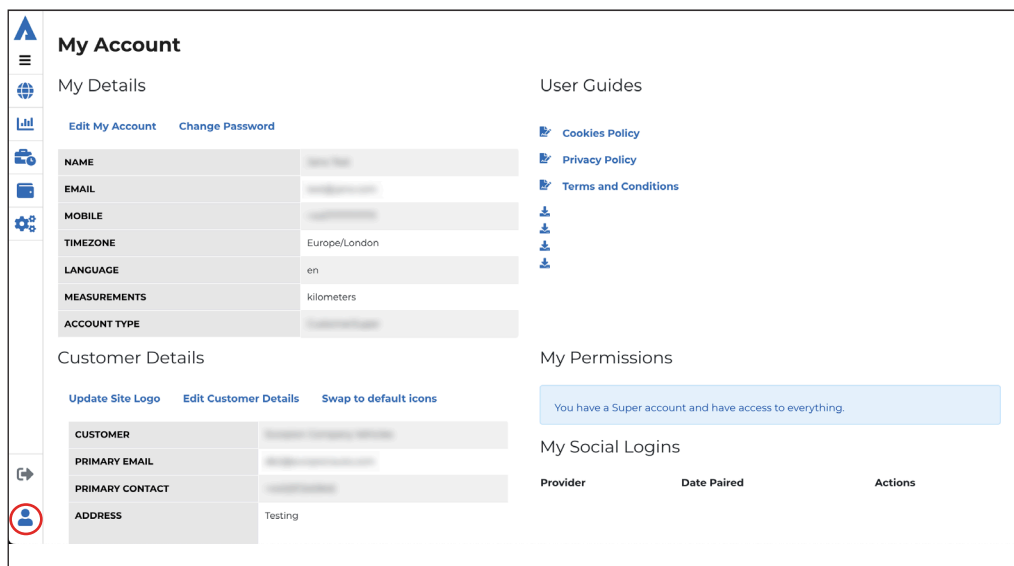 My Account
My Details
Edit My Account Change Password
NAME
EMAIL
MOBILE
TIMEZONE Europe/London
LANGUAGE en
MEASUREMENTS kilometers
ACCOUNT TYPE
User Guides
Cookies Policy
Privacy Policy
Terms and Conditions
Customer Details
Update Site Logo Edit Customer Details Swap to default icons
CUSTOMER
PRIMARY EMAIL
PRIMARY CONTACT
ADDRESS Testing
My Permissions
You have a Super account and have access to everything.
My Social Logins
Provider Date Paired Actions